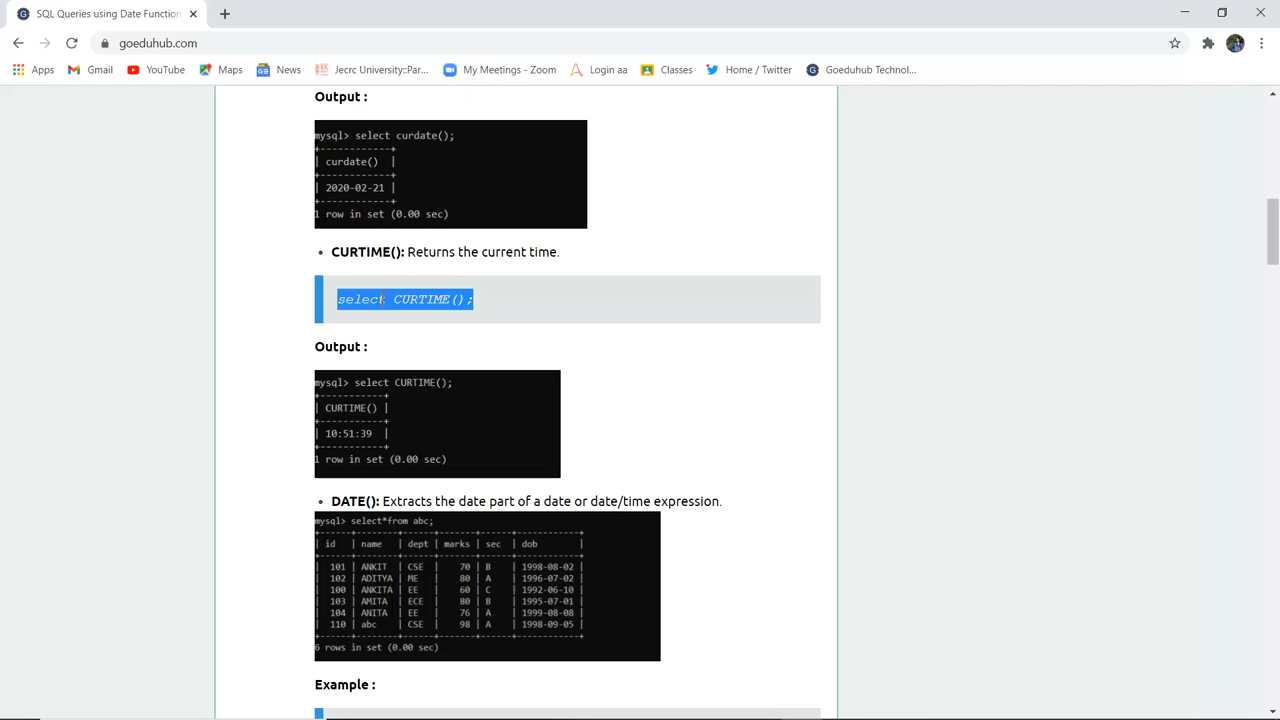 SQL Queries using Date Function
goeduhub.com
Apps Gmail YouTube Maps News Jecrc University::Par... My Meetings - Zoom Login aa Classes Home / Twitter Goeduhub Technol...
Output :
mysql> select curdate();
+------------+
| curdate() |
+------------+
| 2020-02-21 |
+------------+
1 row in set (0.00 sec)
• CURTIME(): Returns the current time.
select CURTIME();
Output :
mysql> select CURTIME();
+-----------+
| CURTIME() |
+-----------+
| 10:51:39 |
+-----------+
1 row in set (0.00 sec)
• DATE(): Extracts the date part of a date or date/time expression.
mysql> select*from abc;
+------+--------+------+-------+------+------------+
| id | name | dept | marks | sec | dob |
+------+--------+------+-------+------+------------+
| 101 | ANKIT | CSE | 70 | B | 1998-08-02 |
| 102 | ADITYA | ME | 80 | A | 1996-07-02 |
| 100 | ANKITA | EE | 60 | C | 1992-06-10 |
| 103 | AMITA | ECE | 80 | B | 1995-07-01 |
| 104 | ANITA | EE | 76 | A | 1999-08-08 |
| 110 | abc | CSE | 98 | A | 1998-09-05 |
+------+--------+------+-------+------+------------+
6 rows in set (0.00 sec)
Example :